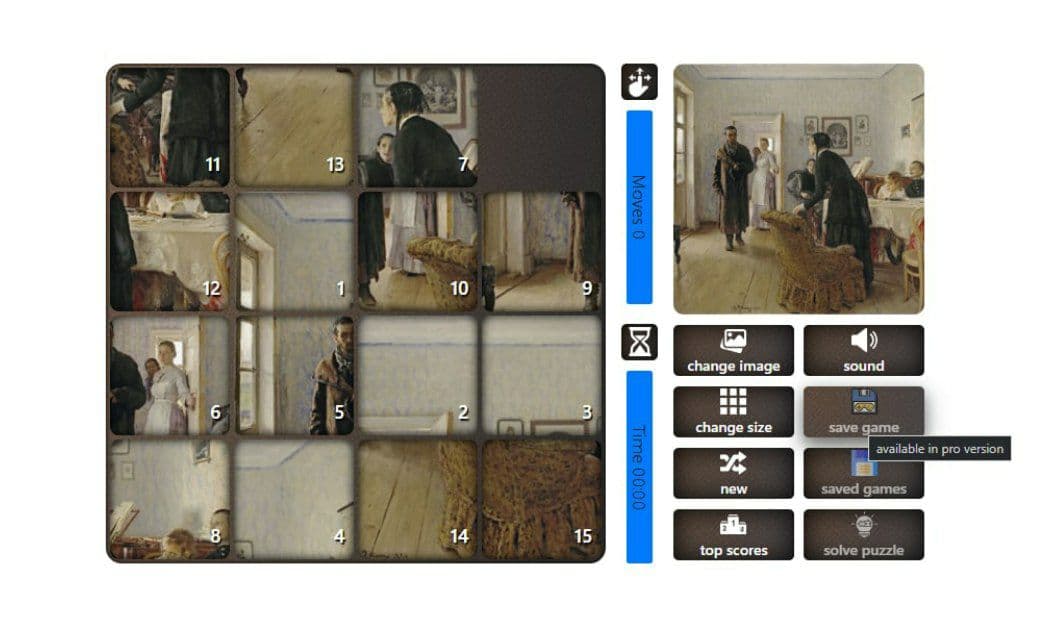 11
13
7
12
1
10
9
6
5
2
3
8
4
14
15
Moves 0
Time 00:00
change image
sound
change size
save game
available in pro version
new
saved games
top scores
solve puzzle